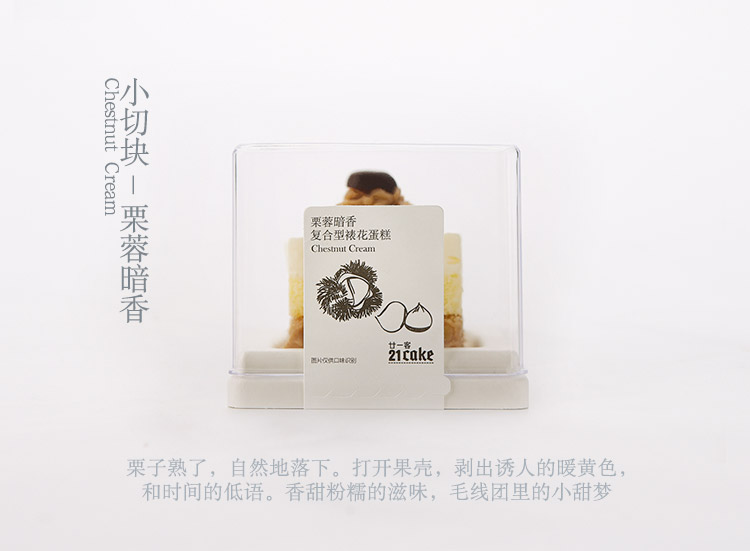 小切块－栗蓉暗香
Chestnut Cream
栗蓉暗香
复合型裱花蛋糕
Chestnut Cream
廿一客
21cake
图片仅供口味识别
栗子熟了，自然地落下。打开果壳，剥出诱人的暖黄色，
和时间的低语。香甜粉糯的滋味，毛线团里的小甜梦